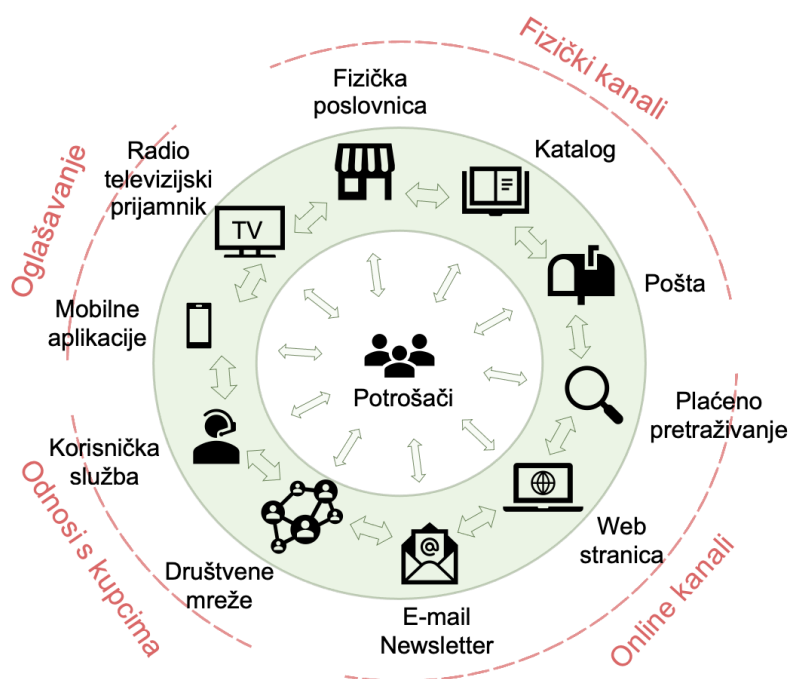 Fizički kanali
Fizička
poslovnica
Katalog
Pošta
Plaćeno
pretraživanje
Web
stranica
Online kanali
E-mail
Newsletter
@
Društvene
mreže
Odnosi s kupcima
Korisnička
služba
Mobilne
aplikacije
Oglašavanje
Radio
televizijski
prijamnik
TV
Potrošači